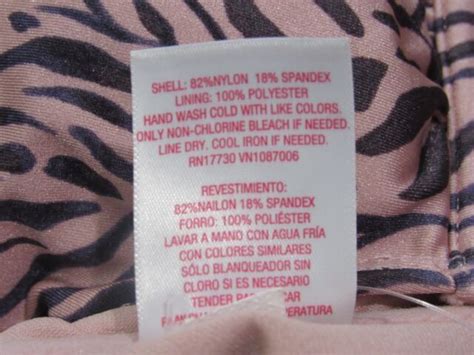 SHELL: 82%NYLON 18% SPANDEX
LINING: 100% POLYESTER
HAND WASH COLD WITH LIKE COLORS.
ONLY NON-CHLORINE BLEACH IF NEEDED.
LINE DRY. COOL IRON IF NEEDED.
RN17730 VN1087006
REVESTIMIENTO:
82%NAILON 18% SPANDEX
FORRO: 100% POLIÉSTER
LAVAR A MANO CON AGUA FRÍA
CON COLORES SIMILARES
SÓLO BLANQUEADOR SIN
CLORO SI ES NECESARIO
TENDER PARA